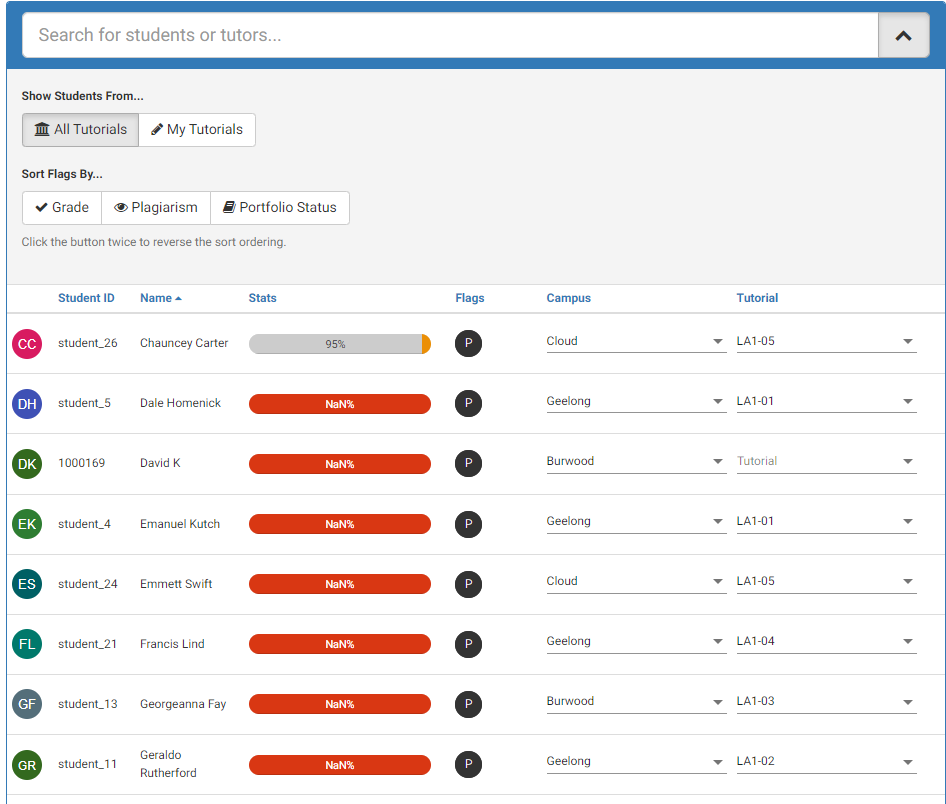 Search for students or tutors...
Show Students From...
All Tutorials My Tutorials
Sort Flags By...
Grade Plagiarism Portfolio Status
Click the button twice to reverse the sort ordering.
Student ID Name Stats Flags Campus Tutorial
CC student_26 Chauncey Carter 95% P Cloud LA1-05
DH student_5 Dale Homenick NaN% P Geelong LA1-01
DK 1000169 David K NaN% P Burwood Tutorial
EK student_4 Emanuel Kutch NaN% P Geelong LA1-01
ES student_24 Emmett Swift NaN% P Cloud LA1-05
FL student_21 Francis Lind NaN% P Geelong LA1-04
GF student_13 Georgeanna Fay NaN% P Burwood LA1-03
GR student_11 Geraldo Rutherford NaN% P Geelong LA1-02